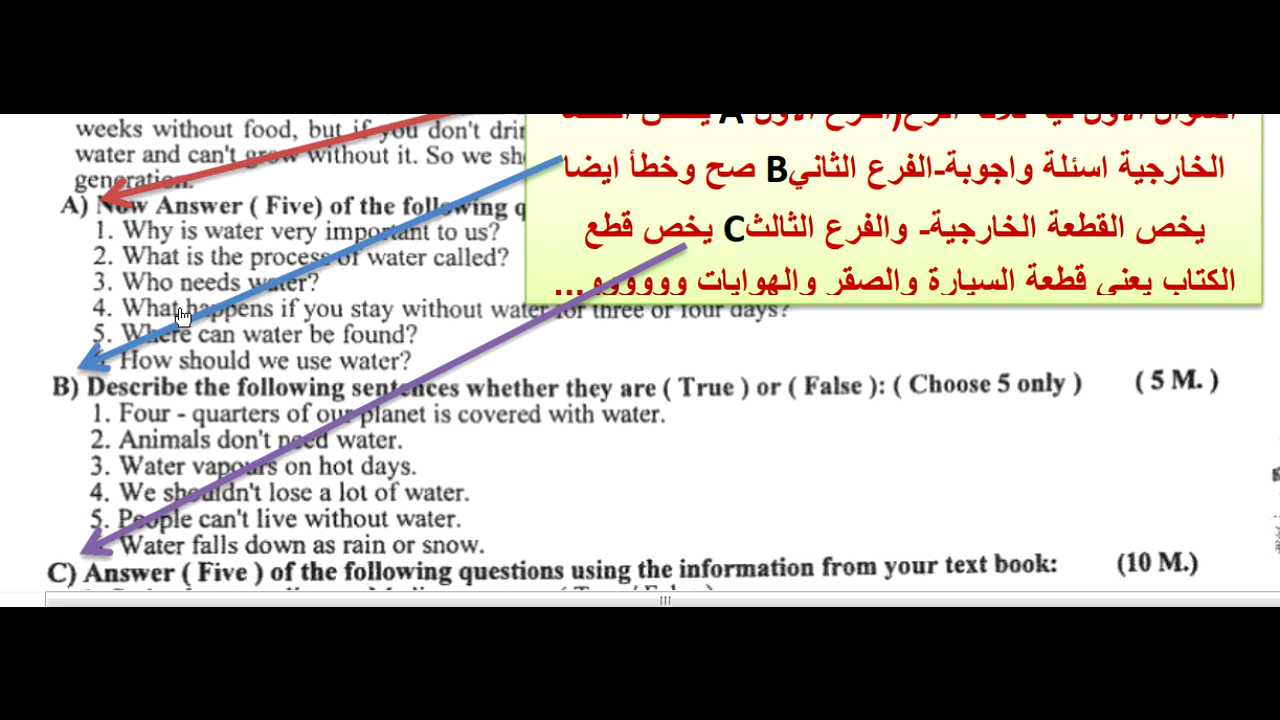 weeks without food, but if you don't
water and can't grow without it. So we
generation.
A) Now Answer ( Five) of the following
1. Why is water very important to us?
2. What is the process of water called?
3. Who needs water?
4. What happens if you stay without water for three or four days?
5. Where can water be found?
How should we use water?
B) Describe the following sentences whether they are ( True ) or ( False ): ( Choose 5 only ) ( 5 M. )
1. Four - quarters of our planet is covered with water.
2. Animals don't need water.
3. Water vapours on hot days.
4. We shouldn't lose a lot of water.
5. People can't live without water.
Water falls down as rain or snow.
C) Answer ( Five ) of the following questions using the information from your text book: (10 M.)
الخارجية اسئلة واجوبة-الفرع الثانيB صح وخطأ ايضا
يخص القطعة الخارجية- والفرع الثالثC يخص قطع
الكتاب يعني قطعة السيارة والصقر والهوايات وووووو...